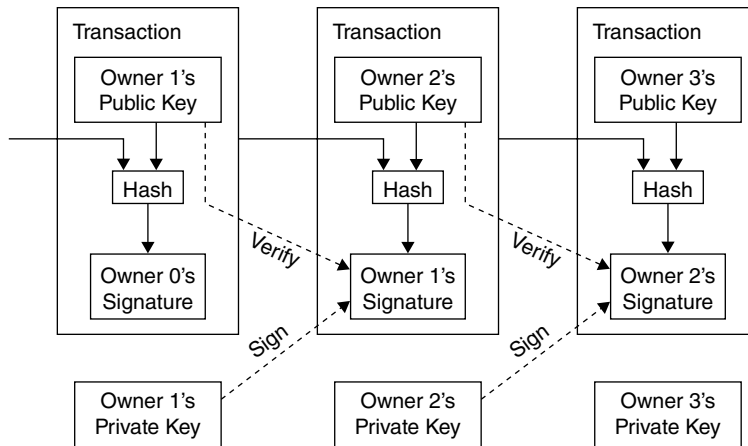 Transaction
Owner 1's
Public Key
Hash
Owner 0's
Signature
Transaction
Owner 2's
Public Key
Hash
Owner 1's
Signature
Transaction
Owner 3's
Public Key
Hash
Owner 2's
Signature
Verify
Verify
Sign
Sign
Owner 1's
Private Key
Owner 2's
Private Key
Owner 3's
Private Key